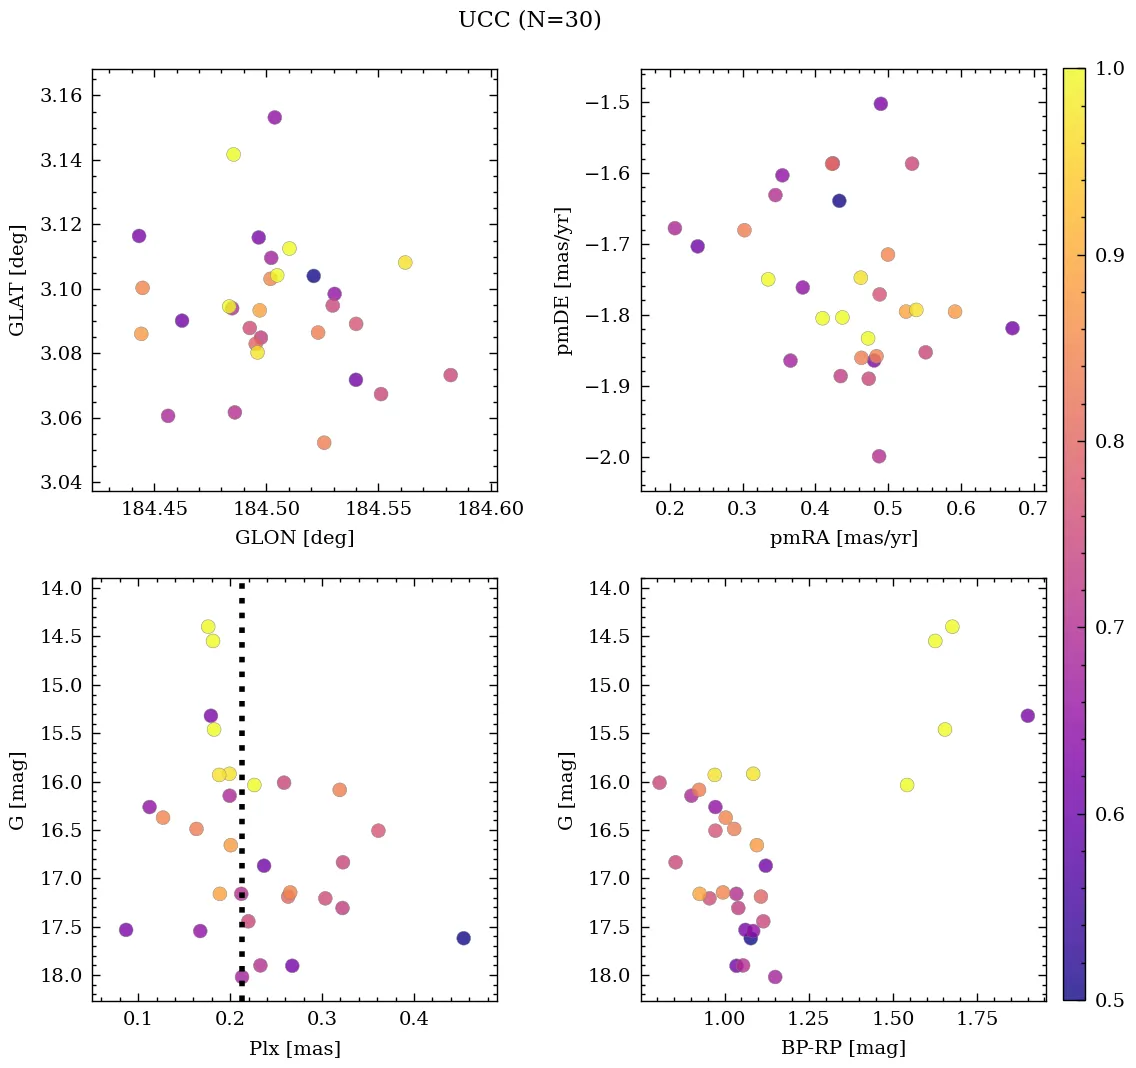 UCC (N=30)
3.16
3.14
3.12
3.10
3.08
3.06
3.04
GLAT [deg]
184.45 184.50 184.55 184.60
GLON [deg]
−1.5
−1.6
−1.7
−1.8
−1.9
−2.0
pmDE [mas/yr]
0.2 0.3 0.4 0.5 0.6 0.7
pmRA [mas/yr]
14.0
14.5
15.0
15.5
16.0
16.5
17.0
17.5
18.0
G [mag]
0.1 0.2 0.3 0.4
Plx [mas]
14.0
14.5
15.0
15.5
16.0
16.5
17.0
17.5
18.0
G [mag]
1.00 1.25 1.50 1.75
BP-RP [mag]
1.0
0.9
0.8
0.7
0.6
0.5